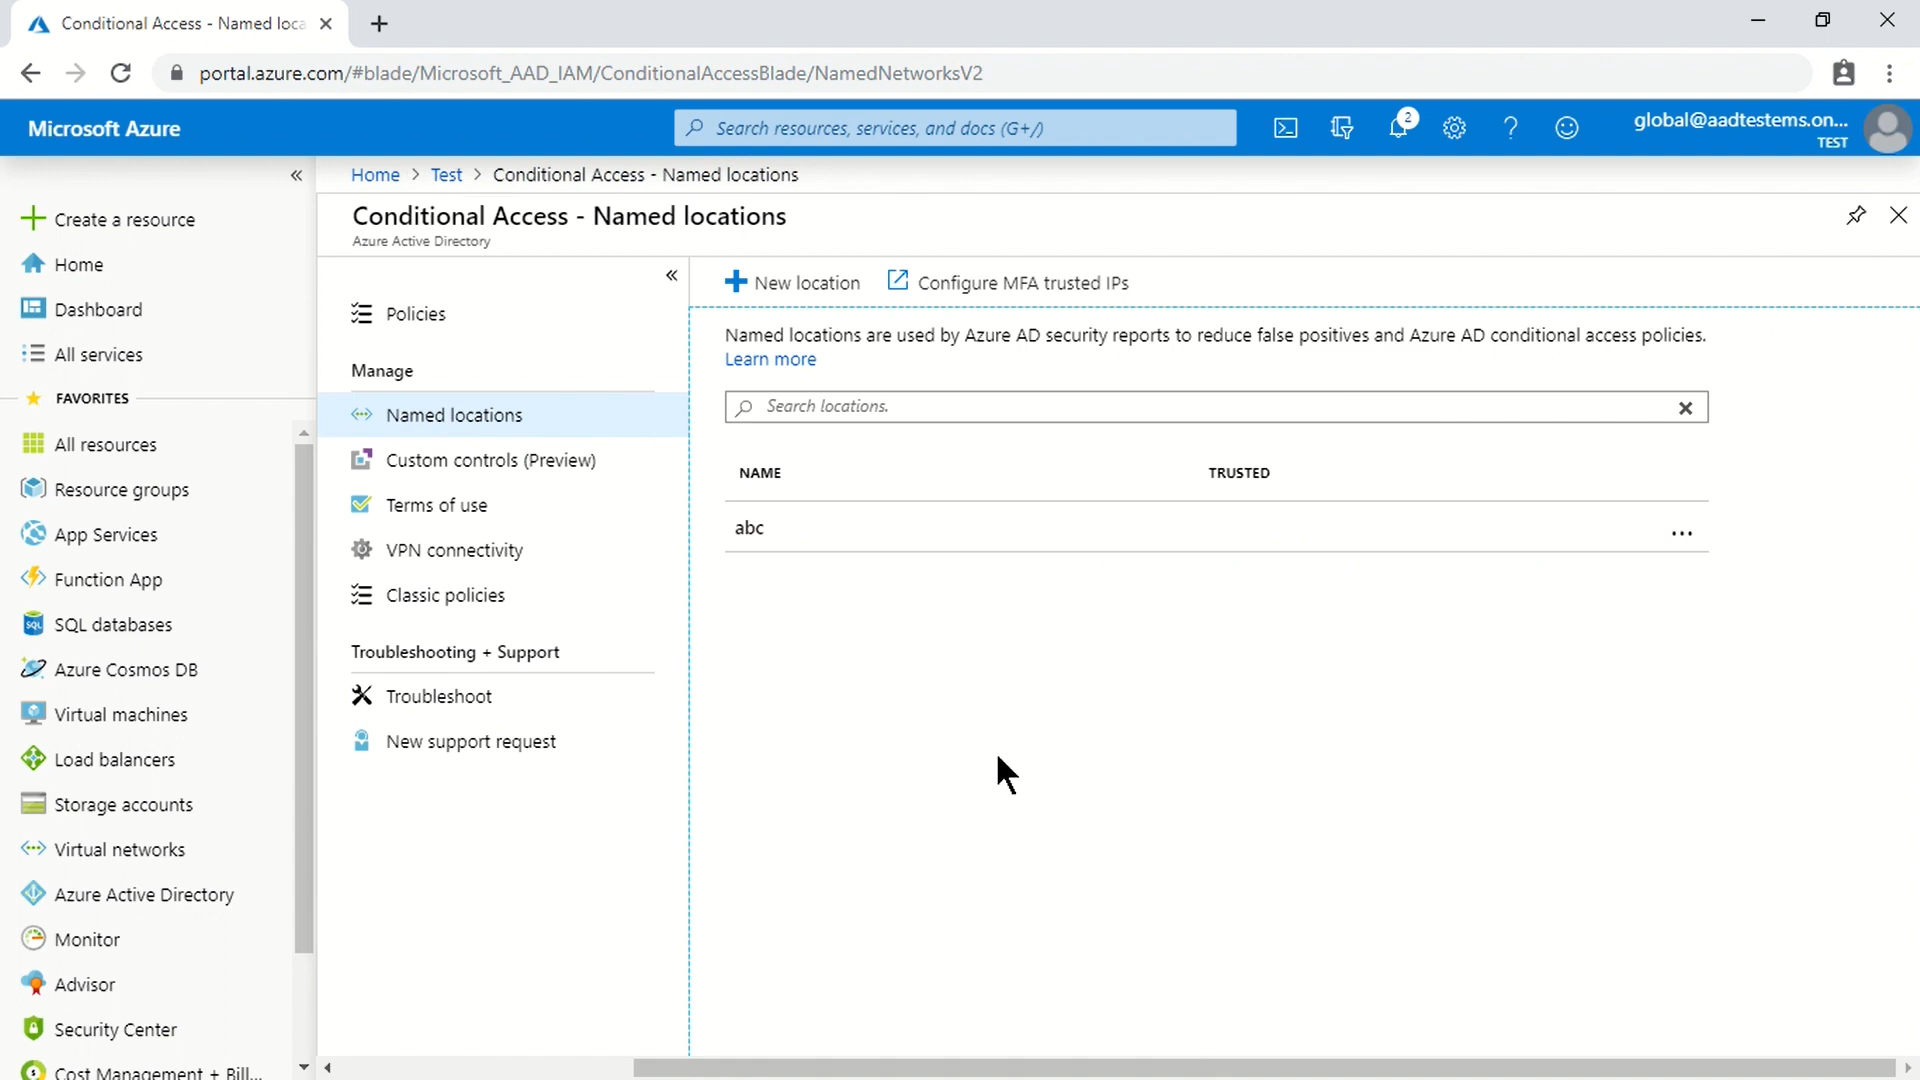 Conditional Access - Named loca
portal.azure.com/#blade/Microsoft_AAD_IAM/ConditionalAccessBlade/NamedNetworksV2
Microsoft Azure
Search resources, services, and docs (G+/)
2
global@aadtestems.on...
TEST
Home > Test > Conditional Access - Named locations
Conditional Access - Named locations
Azure Active Directory
Create a resource
Home
Dashboard
All services
FAVORITES
All resources
Resource groups
App Services
Function App
SQL databases
Azure Cosmos DB
Virtual machines
Load balancers
Storage accounts
Virtual networks
Azure Active Directory
Monitor
Advisor
Security Center
Cost Management + Bill...
Policies
Manage
Named locations
Custom controls (Preview)
Terms of use
VPN connectivity
Classic policies
Troubleshooting + Support
Troubleshoot
New support request
New location
Configure MFA trusted IPs
Named locations are used by Azure AD security reports to reduce false positives and Azure AD conditional access policies.
Learn more
Search locations.
NAME
TRUSTED
abc
...